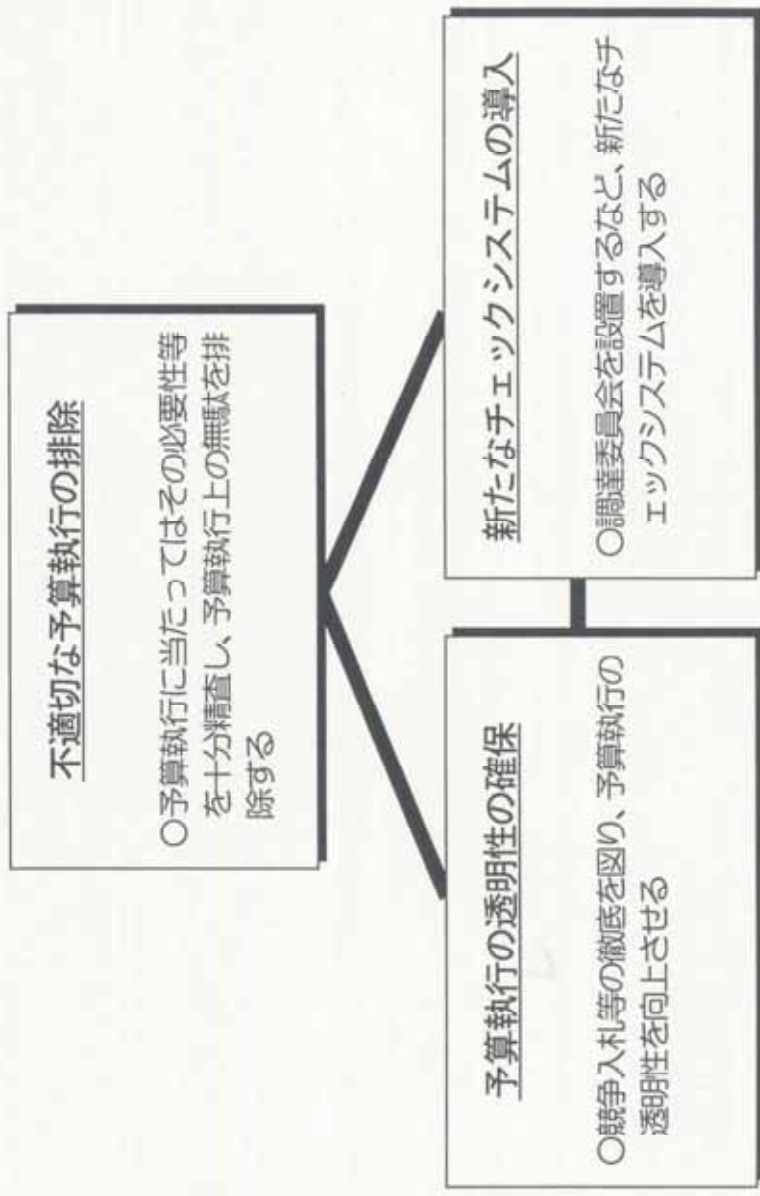 不適切な予算執行の排除
○予算執行に当たってはその必要性等
を十分精査し、予算執行上の無駄を排
除する
予算執行の透明性の確保
○競争入札等の徹底を図り、予算執行の
透明性を向上させる
新たなチェックシステムの導入
○調達委員会を設置するなど、新たなチ
ェックシステムを導入する